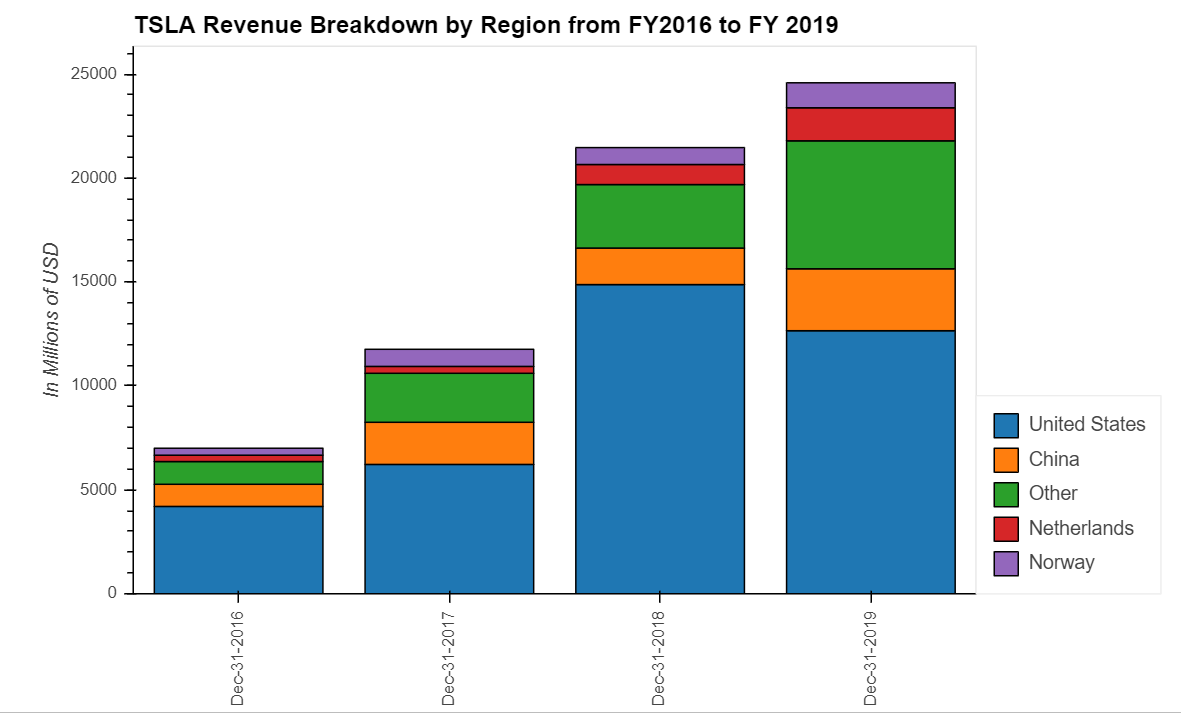 TSLA Revenue Breakdown by Region from FY2016 to FY 2019
In Millions of USD
25000
20000
15000
10000
5000
0
Dec-31-2016
Dec-31-2017
Dec-31-2018
Dec-31-2019
United States
China
Other
Netherlands
Norway